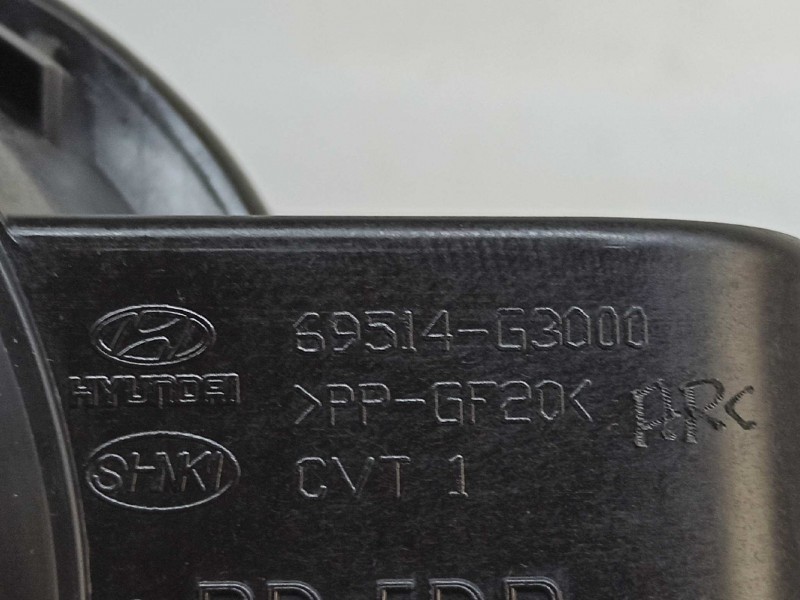 69514-G3000
HYUNDAI
>PP-GF20<
SHNKI
CVT 1